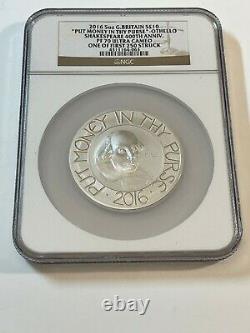 2016 5oz G.BRITAIN S£10
"PUT MONEY IN THY PURSE"-OTHELLO
SHAKESPEARE 400TH ANNIV.
PF 70 ULTRA CAMEO
ONE OF FIRST 250 STRUCK
NGC
PUT MONEY IN THY PURSE
· 2016 ·